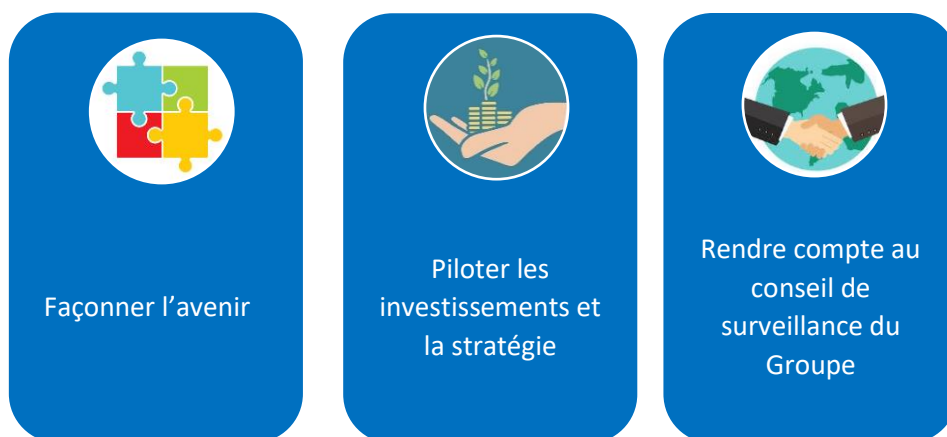 Façonner l’avenir
Piloter les
investissements et
la stratégie
Rendre compte au
conseil de
surveillance du
Groupe